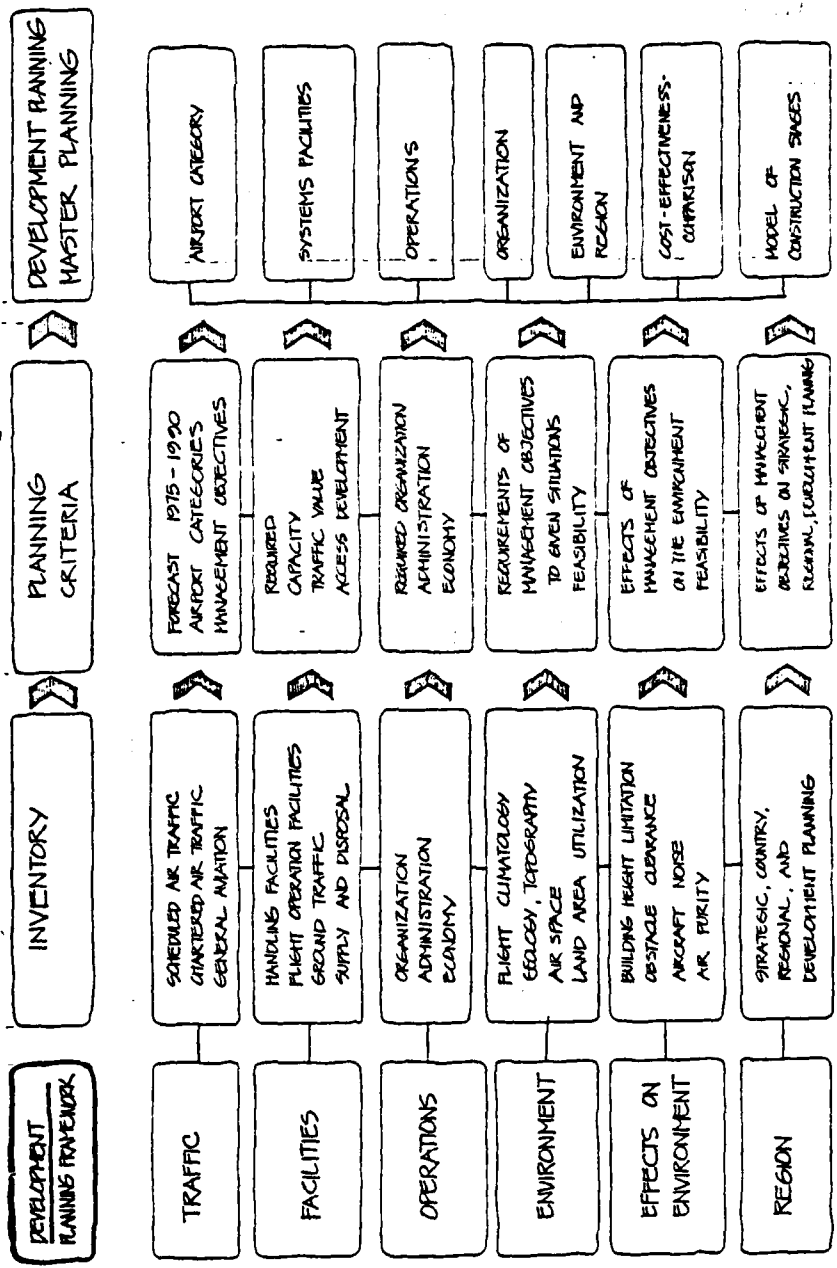 DEVELOPMENT
PLANNING FRAMEWORK
INVENTORY
PLANNING
CRITERIA
DEVELOPMENT PLANNING
MASTER PLANNING
TRAFFIC
SCHEDULED AIR TRAFFIC
CHARTERED AIR TRAFFIC
GENERAL AVIATION
FORECAST 1975-1990
AIRPORT CATEGORIES
MANAGEMENT OBJECTIVES
AIRPORT CATEGORY
FACILITIES
HANDLING FACILITIES
FLIGHT OPERATION FACILITIES
GROUND TRAFFIC
SUPPLY AND DISPOSAL
REQUIRED
CAPACITY
TRAFFIC VALUE
ACCESS DEVELOPMENT
SYSTEMS FACILITIES
OPERATIONS
ORGANIZATION
ADMINISTRATION
ECONOMY
REQUIRED ORGANIZATION
ADMINISTRATION
ECONOMY
OPERATIONS
ENVIRONMENT
FLIGHT CLIMATOLOGY
GEOLOGY, TOPOGRAPHY
AIR SPACE
LAND AREA UTILIZATION
REQUIREMENTS OF
MANAGEMENT OBJECTIVES
TO GIVEN SITUATIONS
FEASIBILITY
ORGANIZATION
ENVIRONMENT AND
REGION
EFFECTS ON
ENVIRONMENT
BUILDING HEIGHT LIMITATION
OBSTACLE CLEARANCE
AIRCRAFT NOISE
AIR PURITY
EFFECTS OF
MANAGEMENT OBJECTIVES
ON THE ENVIRONMENT
FEASIBILITY
COST-EFFECTIVENESS-
COMPARISON
REGION
STRATEGIC, COUNTRY,
REGIONAL, AND
DEVELOPMENT PLANNING
EFFECTS OF MANAGEMENT
OBJECTIVES ON STRATEGIC,
REGIONAL, DEVELOPMENT PLANNING
MODEL OF
CONSTRUCTION STAGES